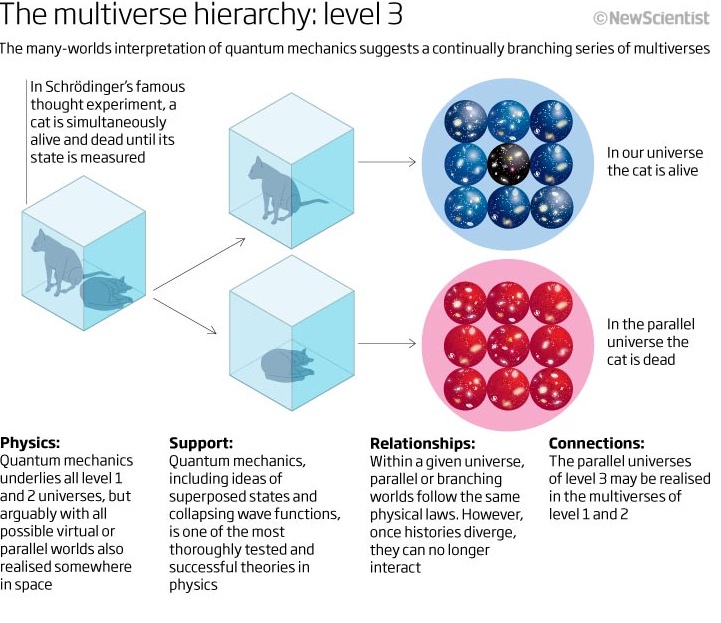 The multiverse hierarchy: level 3
©NewScientist
The many-worlds interpretation of quantum mechanics suggests a continually branching series of multiverses
In Schrödinger's famous
thought experiment, a
cat is simultaneously
alive and dead until its
state is measured
In our universe
the cat is alive
In the parallel
universe the
cat is dead
Physics:
Quantum mechanics
underlies all level 1
and 2 universes, but
arguably with all
possible virtual or
parallel worlds also
realised somewhere
in space
Support:
Quantum mechanics,
including ideas of
superposed states and
collapsing wave functions,
is one of the most
thoroughly tested and
successful theories in
physics
Relationships:
Within a given universe,
parallel or branching
worlds follow the same
physical laws. However,
once histories diverge,
they can no longer
interact
Connections:
The parallel universes
of level 3 may be realised
in the multiverses of
level 1 and 2